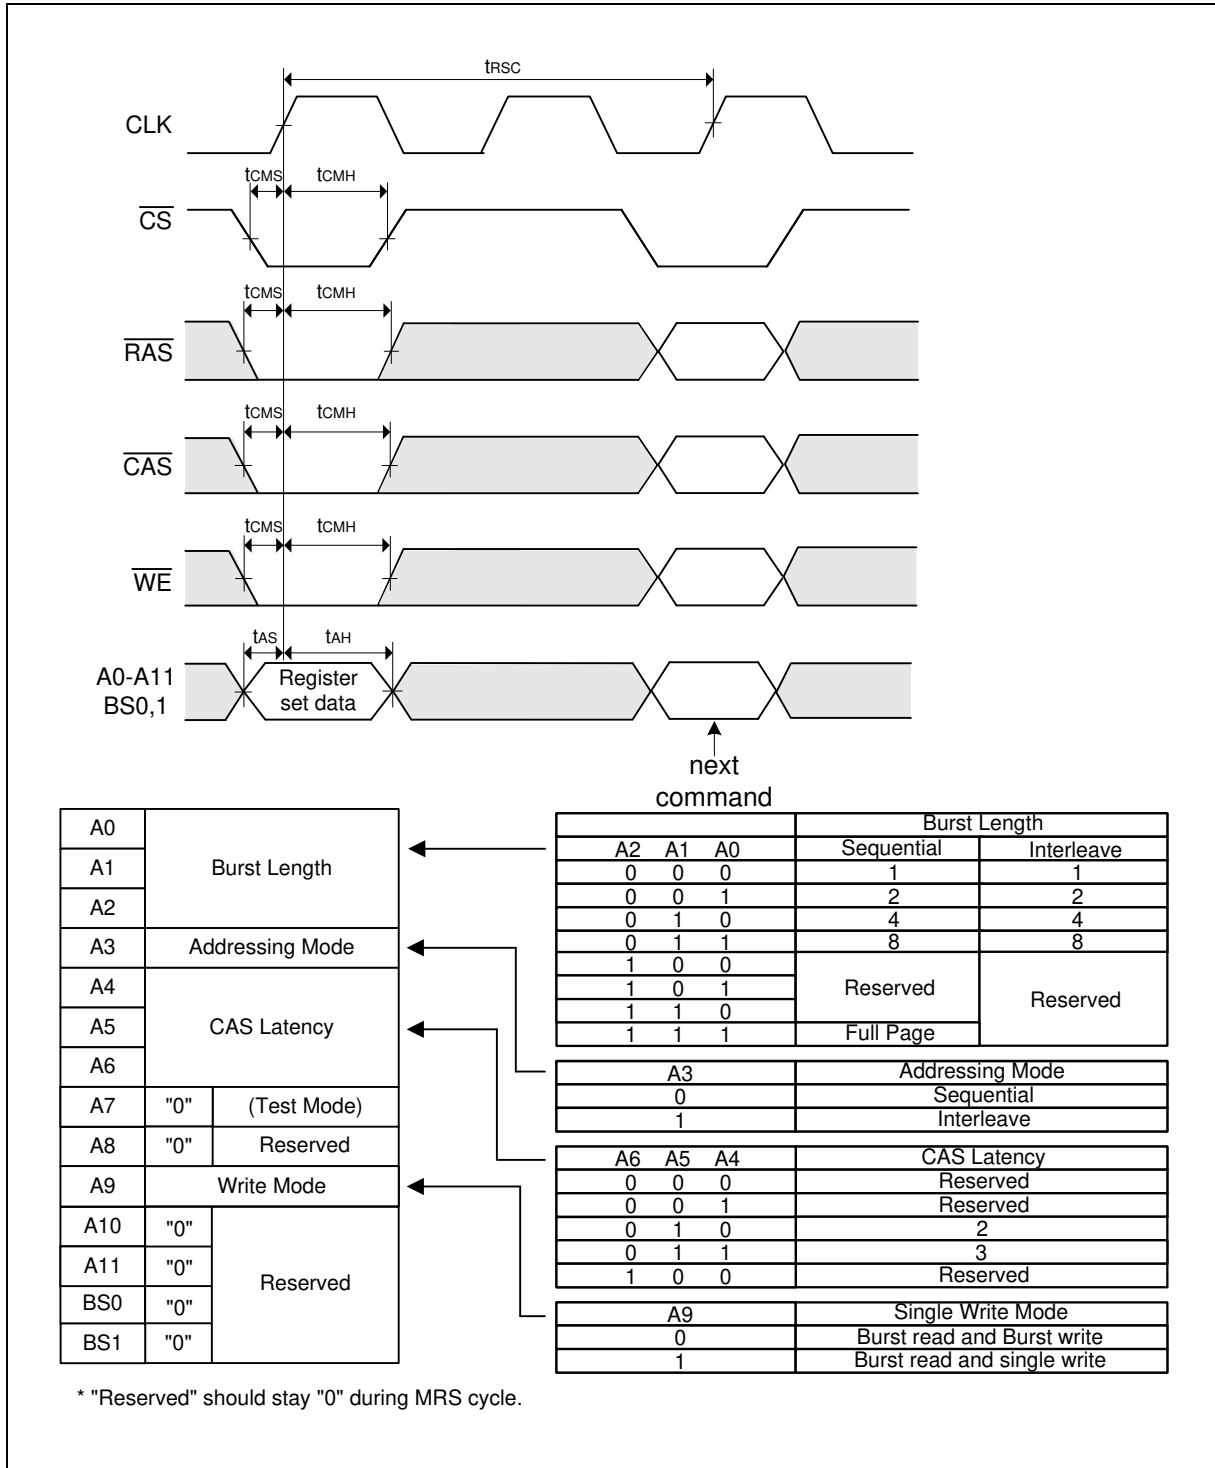 tRSC
CLK
tCMS tCMH
CS
tCMS tCMH
RAS
tCMS tCMH
CAS
tCMS tCMH
WE
tAS tAH
A0-A11
BS0,1
Register
set data
next
command
A0
A1
A2
Burst Length
A3 Addressing Mode
A4
A5
A6
CAS Latency
A7 "0" (Test Mode)
A8 "0" Reserved
A9 Write Mode
A10 "0"
A11 "0"
BS0 "0"
BS1 "0"
Reserved
Burst Length
A2 A1 A0 Sequential Interleave
0 0 0 1 1
0 0 1 2 2
0 1 0 4 4
0 1 1 8 8
1 0 0
1 0 1
1 1 0
Reserved
Reserved
1 1 1 Full Page
A3 Addressing Mode
0 Sequential
1 Interleave
A6 A5 A4 CAS Latency
0 0 0 Reserved
0 0 1 Reserved
0 1 0 2
0 1 1 3
1 0 0 Reserved
A9 Single Write Mode
0 Burst read and Burst write
1 Burst read and single write
* "Reserved" should stay "0" during MRS cycle.